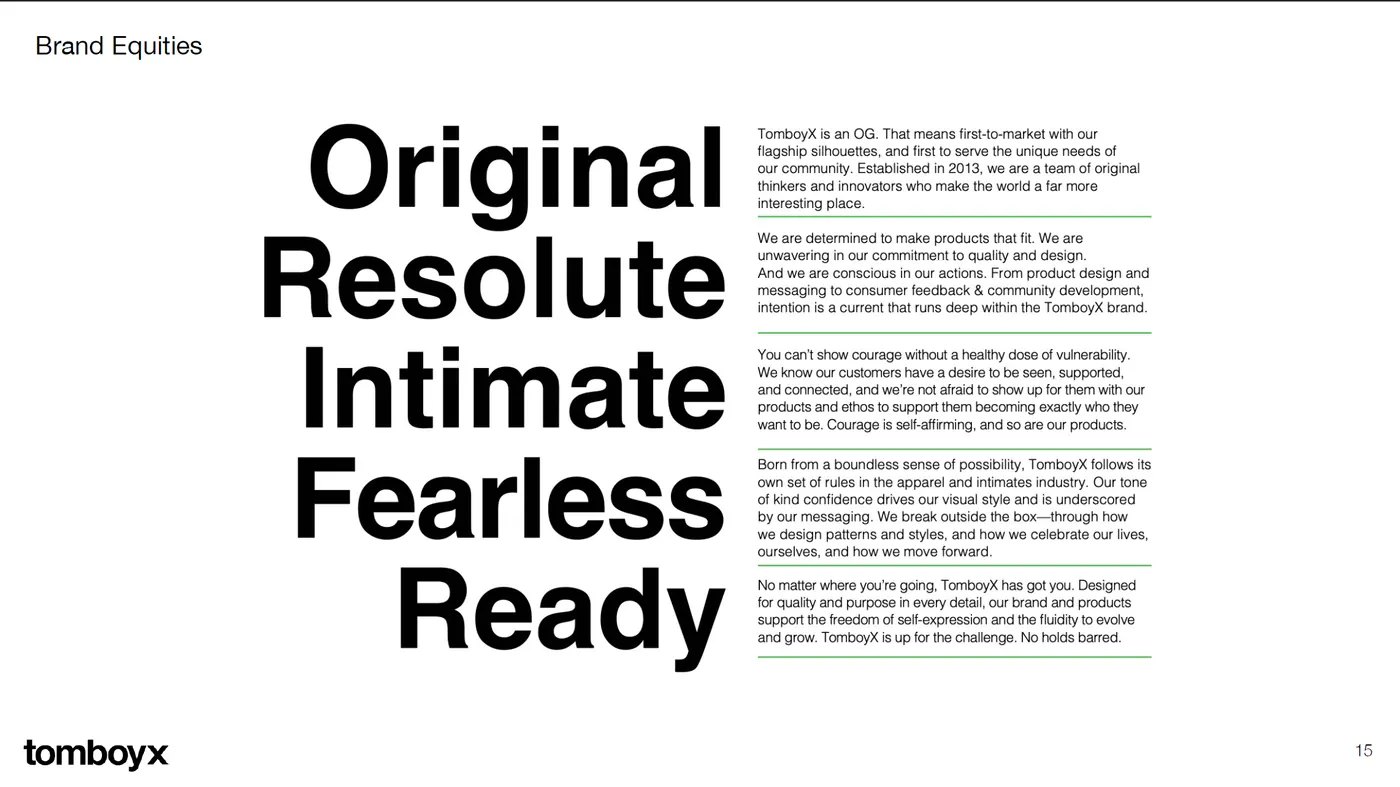 Brand Equities
Original
TomboyX is an OG. That means first-to-market with our
flagship silhouettes, and first to serve the unique needs of
our community. Established in 2013, we are a team of original
thinkers and innovators who make the world a far more
interesting place.
Resolute
We are determined to make products that fit. We are
unwavering in our commitment to quality and design.
And we are conscious in our actions. From product design and
messaging to consumer feedback & community development,
intention is a current that runs deep within the TomboyX brand.
Intimate
You can’t show courage without a healthy dose of vulnerability.
We know our customers have a desire to be seen, supported,
and connected, and we’re not afraid to show up for them with our
products and ethos to support them becoming exactly who they
want to be. Courage is self-affirming, and so are our products.
Fearless
Born from a boundless sense of possibility, TomboyX follows its
own set of rules in the apparel and intimates industry. Our tone
of kind confidence drives our visual style and is underscored
by our messaging. We break outside the box—through how
we design patterns and styles, and how we celebrate our lives,
ourselves, and how we move forward.
Ready
No matter where you’re going, TomboyX has got you. Designed
for quality and purpose in every detail, our brand and products
support the freedom of self-expression and the fluidity to evolve
and grow. TomboyX is up for the challenge. No holds barred.
tomboyx
15